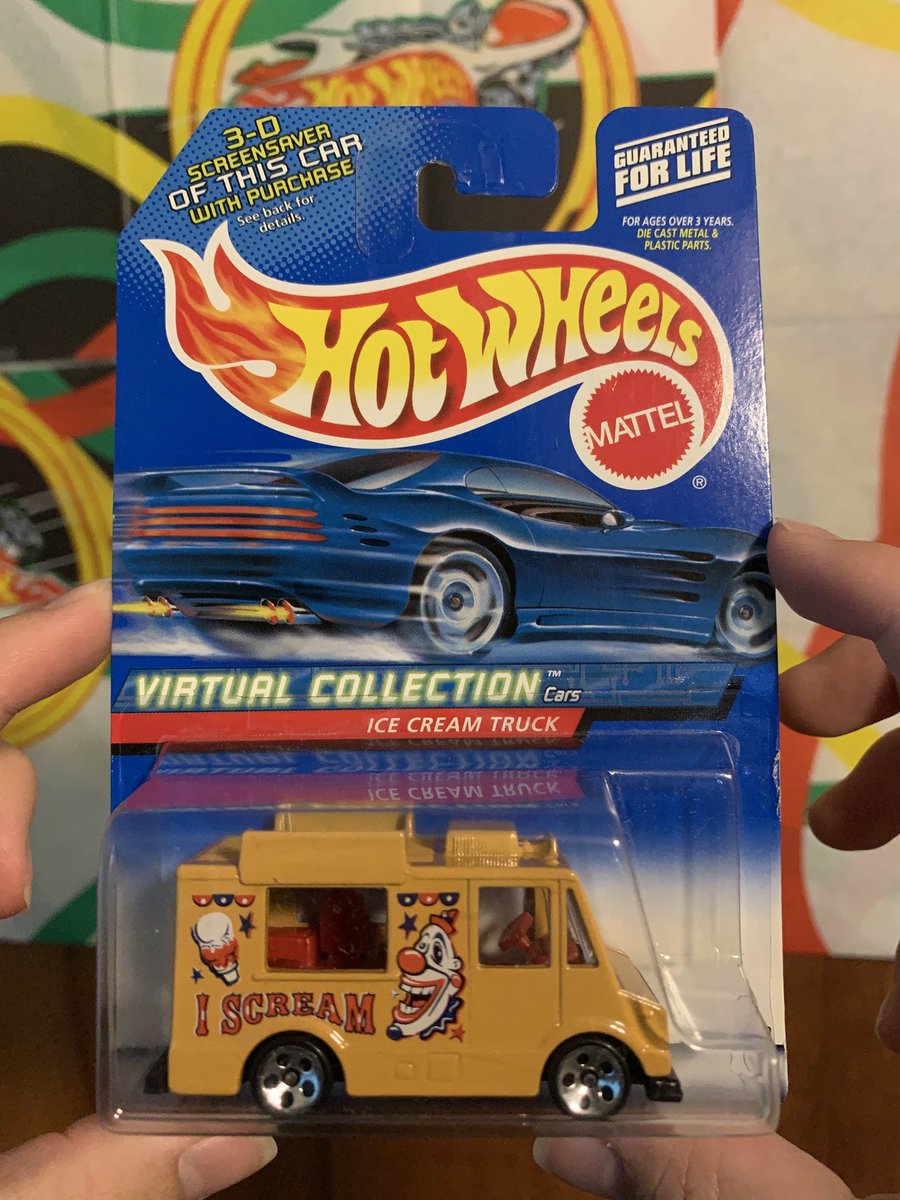 3-D
SCREENSAVER
OF THIS CAR
WITH PURCHASE
See back for
details.
GUARANTEED
FOR LIFE
FOR AGES OVER 3 YEARS.
DIE CAST METAL &
PLASTIC PARTS.
HOT WHEELS
MATTEL
®
VIRTUAL COLLECTION™
Cars
ICE CREAM TRUCK
I SCREAM